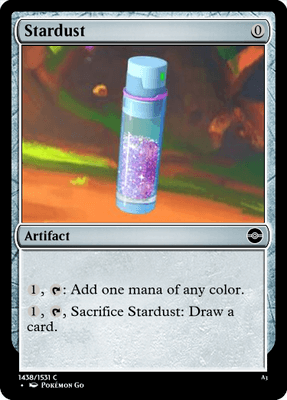 Stardust 0
Artifact
1, T: Add one mana of any color.
1, T, Sacrifice Stardust: Draw a
card.
1438/1531 C
• Pokémon Go